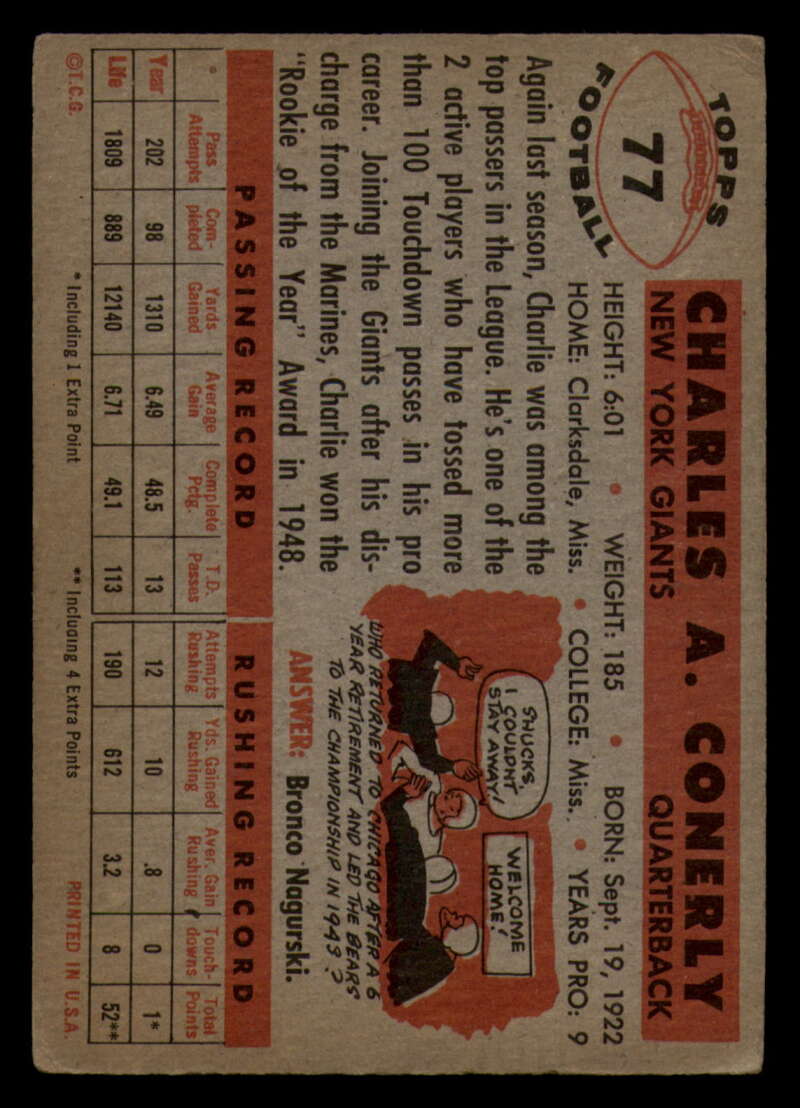 TOPPS
77
FOOTBALL
CHARLES A. CONERLY
NEW YORK GIANTS QUARTERBACK
HEIGHT: 6:01 • WEIGHT: 185 • BORN: Sept. 19, 1922
HOME: Clarksdale, Miss. • COLLEGE: Miss. • YEARS PRO: 9
Again last season, Charlie was among the
top passers in the League. He's one of the
2 active players who have tossed more
than 100 Touchdown passes in his pro
career. Joining the Giants after his dis-
charge from the Marines, Charlie won the
"Rookie of the Year" Award in 1948.
SHUCKS,
I COULDN'T
STAY AWAY!
WELCOME
HOME!
WHO RETURNED TO CHICAGO AFTER A 6
YEAR RETIREMENT AND LED THE BEARS
TO THE CHAMPIONSHIP IN 1943?
ANSWER: Bronco Nagurski.
PASSING RECORD RUSHING RECORD
Pass Attempts Com-pleted Yards Gained Average Gain Complete Pctg. T.D. Passes Attempts Rushing Yds. Gained Rushing Aver. Gain Rushing Touch-downs Total Points
Year 202 98 1310 6.49 48.5 13 12 10 .8 0 1*
Life 1809 889 12140 6.71 49.1 113 190 612 3.2 8 52**
©T.C.G. * Including 1 Extra Point ** Including 4 Extra Points PRINTED IN U.S.A.